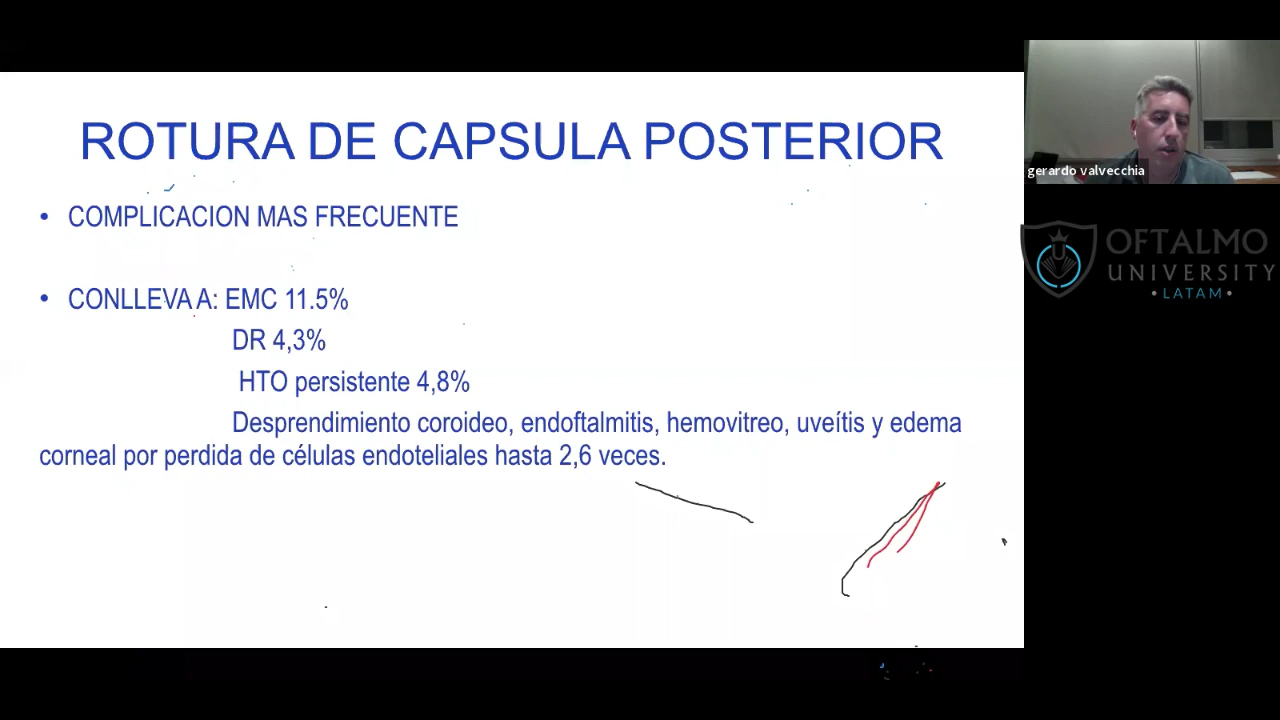 ROTURA DE CAPSULA POSTERIOR
• COMPLICACION MAS FRECUENTE
• CONLLEVA A: EMC 11.5%
DR 4,3%
HTO persistente 4,8%
Desprendimiento coroideo, endoftalmitis, hemovitreo, uveítis y edema
corneal por perdida de células endoteliales hasta 2,6 veces.
gerardo valvecchia
OFTALMO
UNIVERSITY
• LATAM •